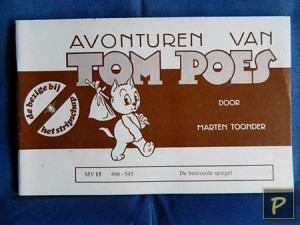 AVONTUREN VAN
TOM POES
de bezige bij
het stripschap
DOOR
MARTEN TOONDER
MV 15 486-545 De betoverde spiegel
P